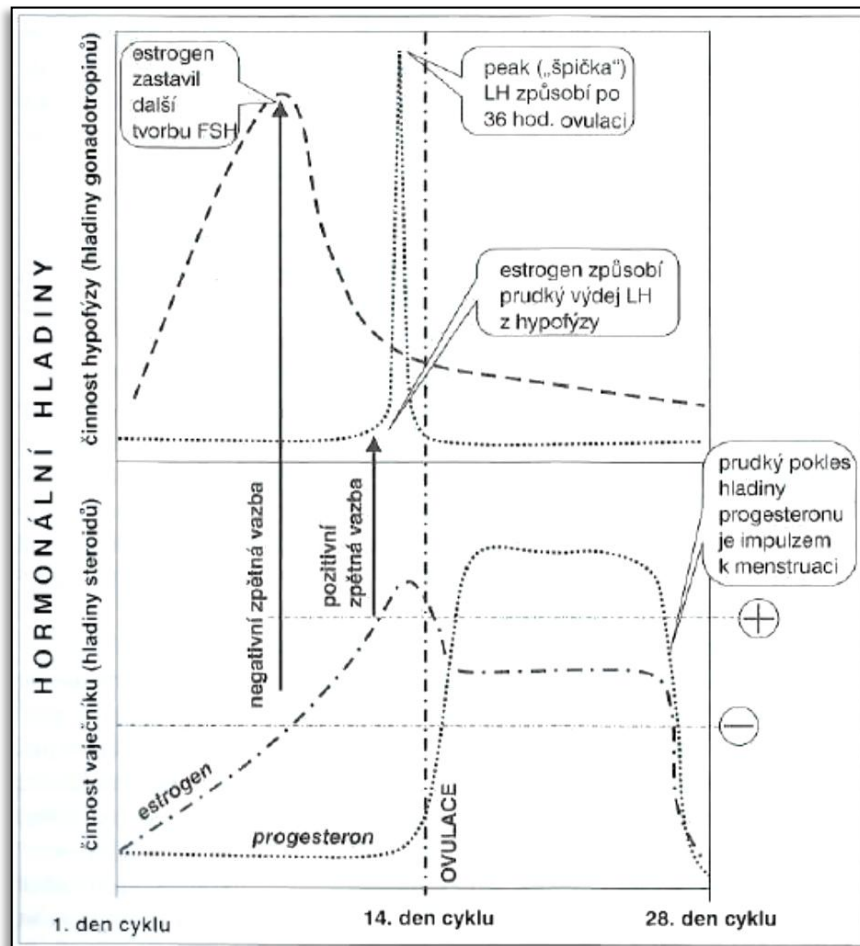 HORMONÁLNÍ HLADINY
činnost hypofýzy (hladiny gonadotropinů)
činnost vaječníku (hladiny steroidů)
estrogen
zastavil
další
tvorbu FSH
peak („špička“)
LH způsobí po
36 hod. ovulaci
estrogen způsobí
prudký výdej LH
z hypofýzy
negativní zpětná vazba
pozitivní
zpětná vazba
prudký pokles
hladiny
progesteronu
je impulzem
k menstruaci
+
−
estrogen
progesteron
OVULACE
1. den cyklu
14. den cyklu
28. den cyklu